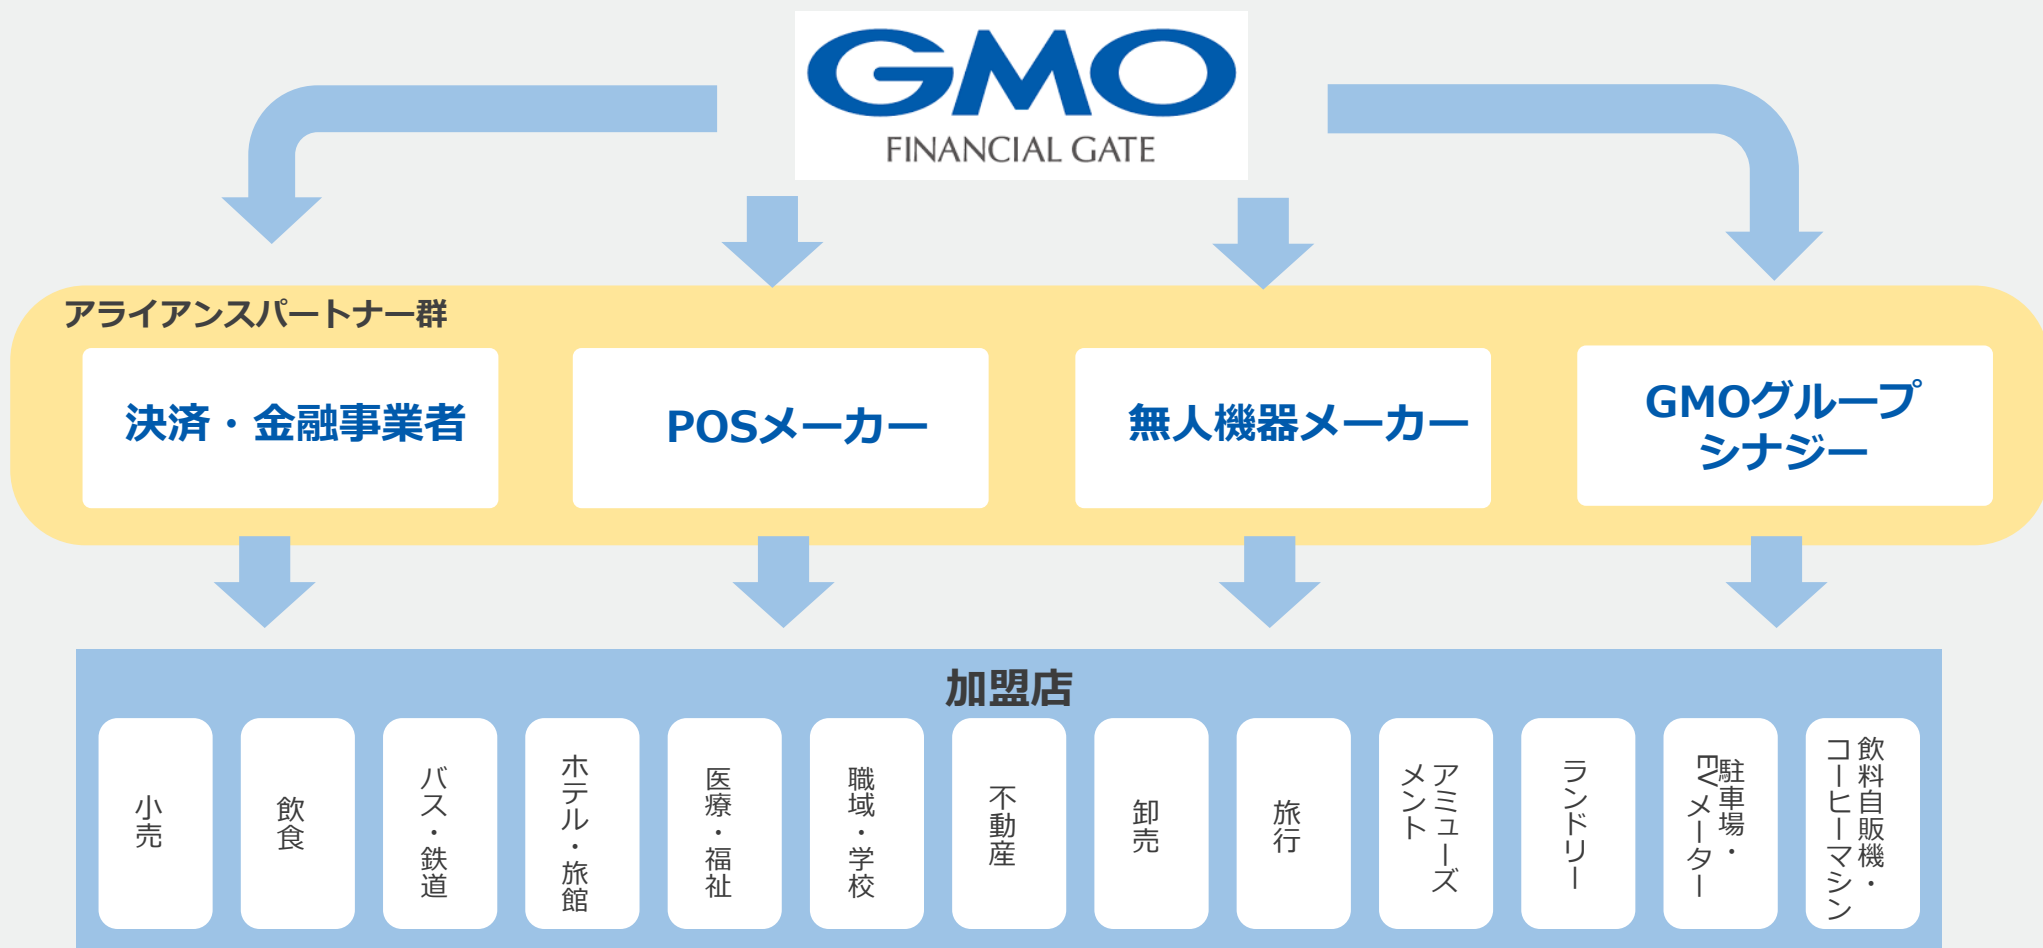 GMO
FINANCIAL GATE
アライアンスパートナー群
決済・金融事業者
POSメーカー
無人機器メーカー
GMOグループ
シナジー
加盟店
小売
飲食
バス・鉄道
ホテル・旅館
医療・福祉
職域・学校
不動産
卸売
旅行
アミューズ
メント
ランドリー
駐車場・
EVメーター
飲料自販機・
コーヒーマシン